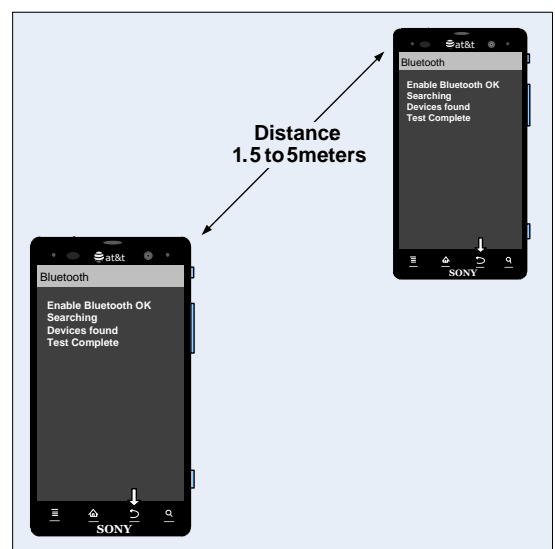 at&t
Bluetooth
Enable Bluetooth OK
Searching
Devices found
Test Complete
SONY
Distance
1.5 to 5meters
at&t
Bluetooth
Enable Bluetooth OK
Searching
Devices found
Test Complete
SONY